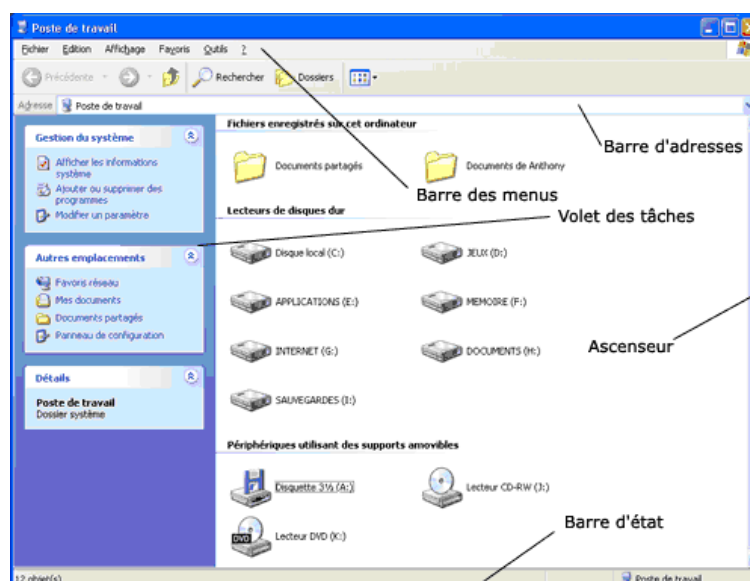 Poste de travail
Fichier Edition Affichage Favoris Outils ?
Précédente Rechercher Dossiers
Adresse Poste de travail
Gestion du système
Afficher les informations
système
Ajouter ou supprimer des
programmes
Modifier un paramètre
Autres emplacements
Favoris réseau
Mes documents
Documents partagés
Panneau de configuration
Détails
Poste de travail
Dossier système
Fichiers enregistrés sur cet ordinateur
Documents partagés Documents de Anthony
Lecteurs de disques dur
Disque local (C:) JEUX (D:)
APPLICATIONS (E:) MEMOIRE (F:)
INTERNET (G:) DOCUMENTS (H:)
SAUVEGARDES (I:)
Périphériques utilisant des supports amovibles
Disquette 3½ (A:) Lecteur CD-RW (J:)
DVD Lecteur DVD (K:)
Barre d'adresses
Barre des menus
Volet des tâches
Ascenseur
Barre d'état
12 objet(s) Poste de travail